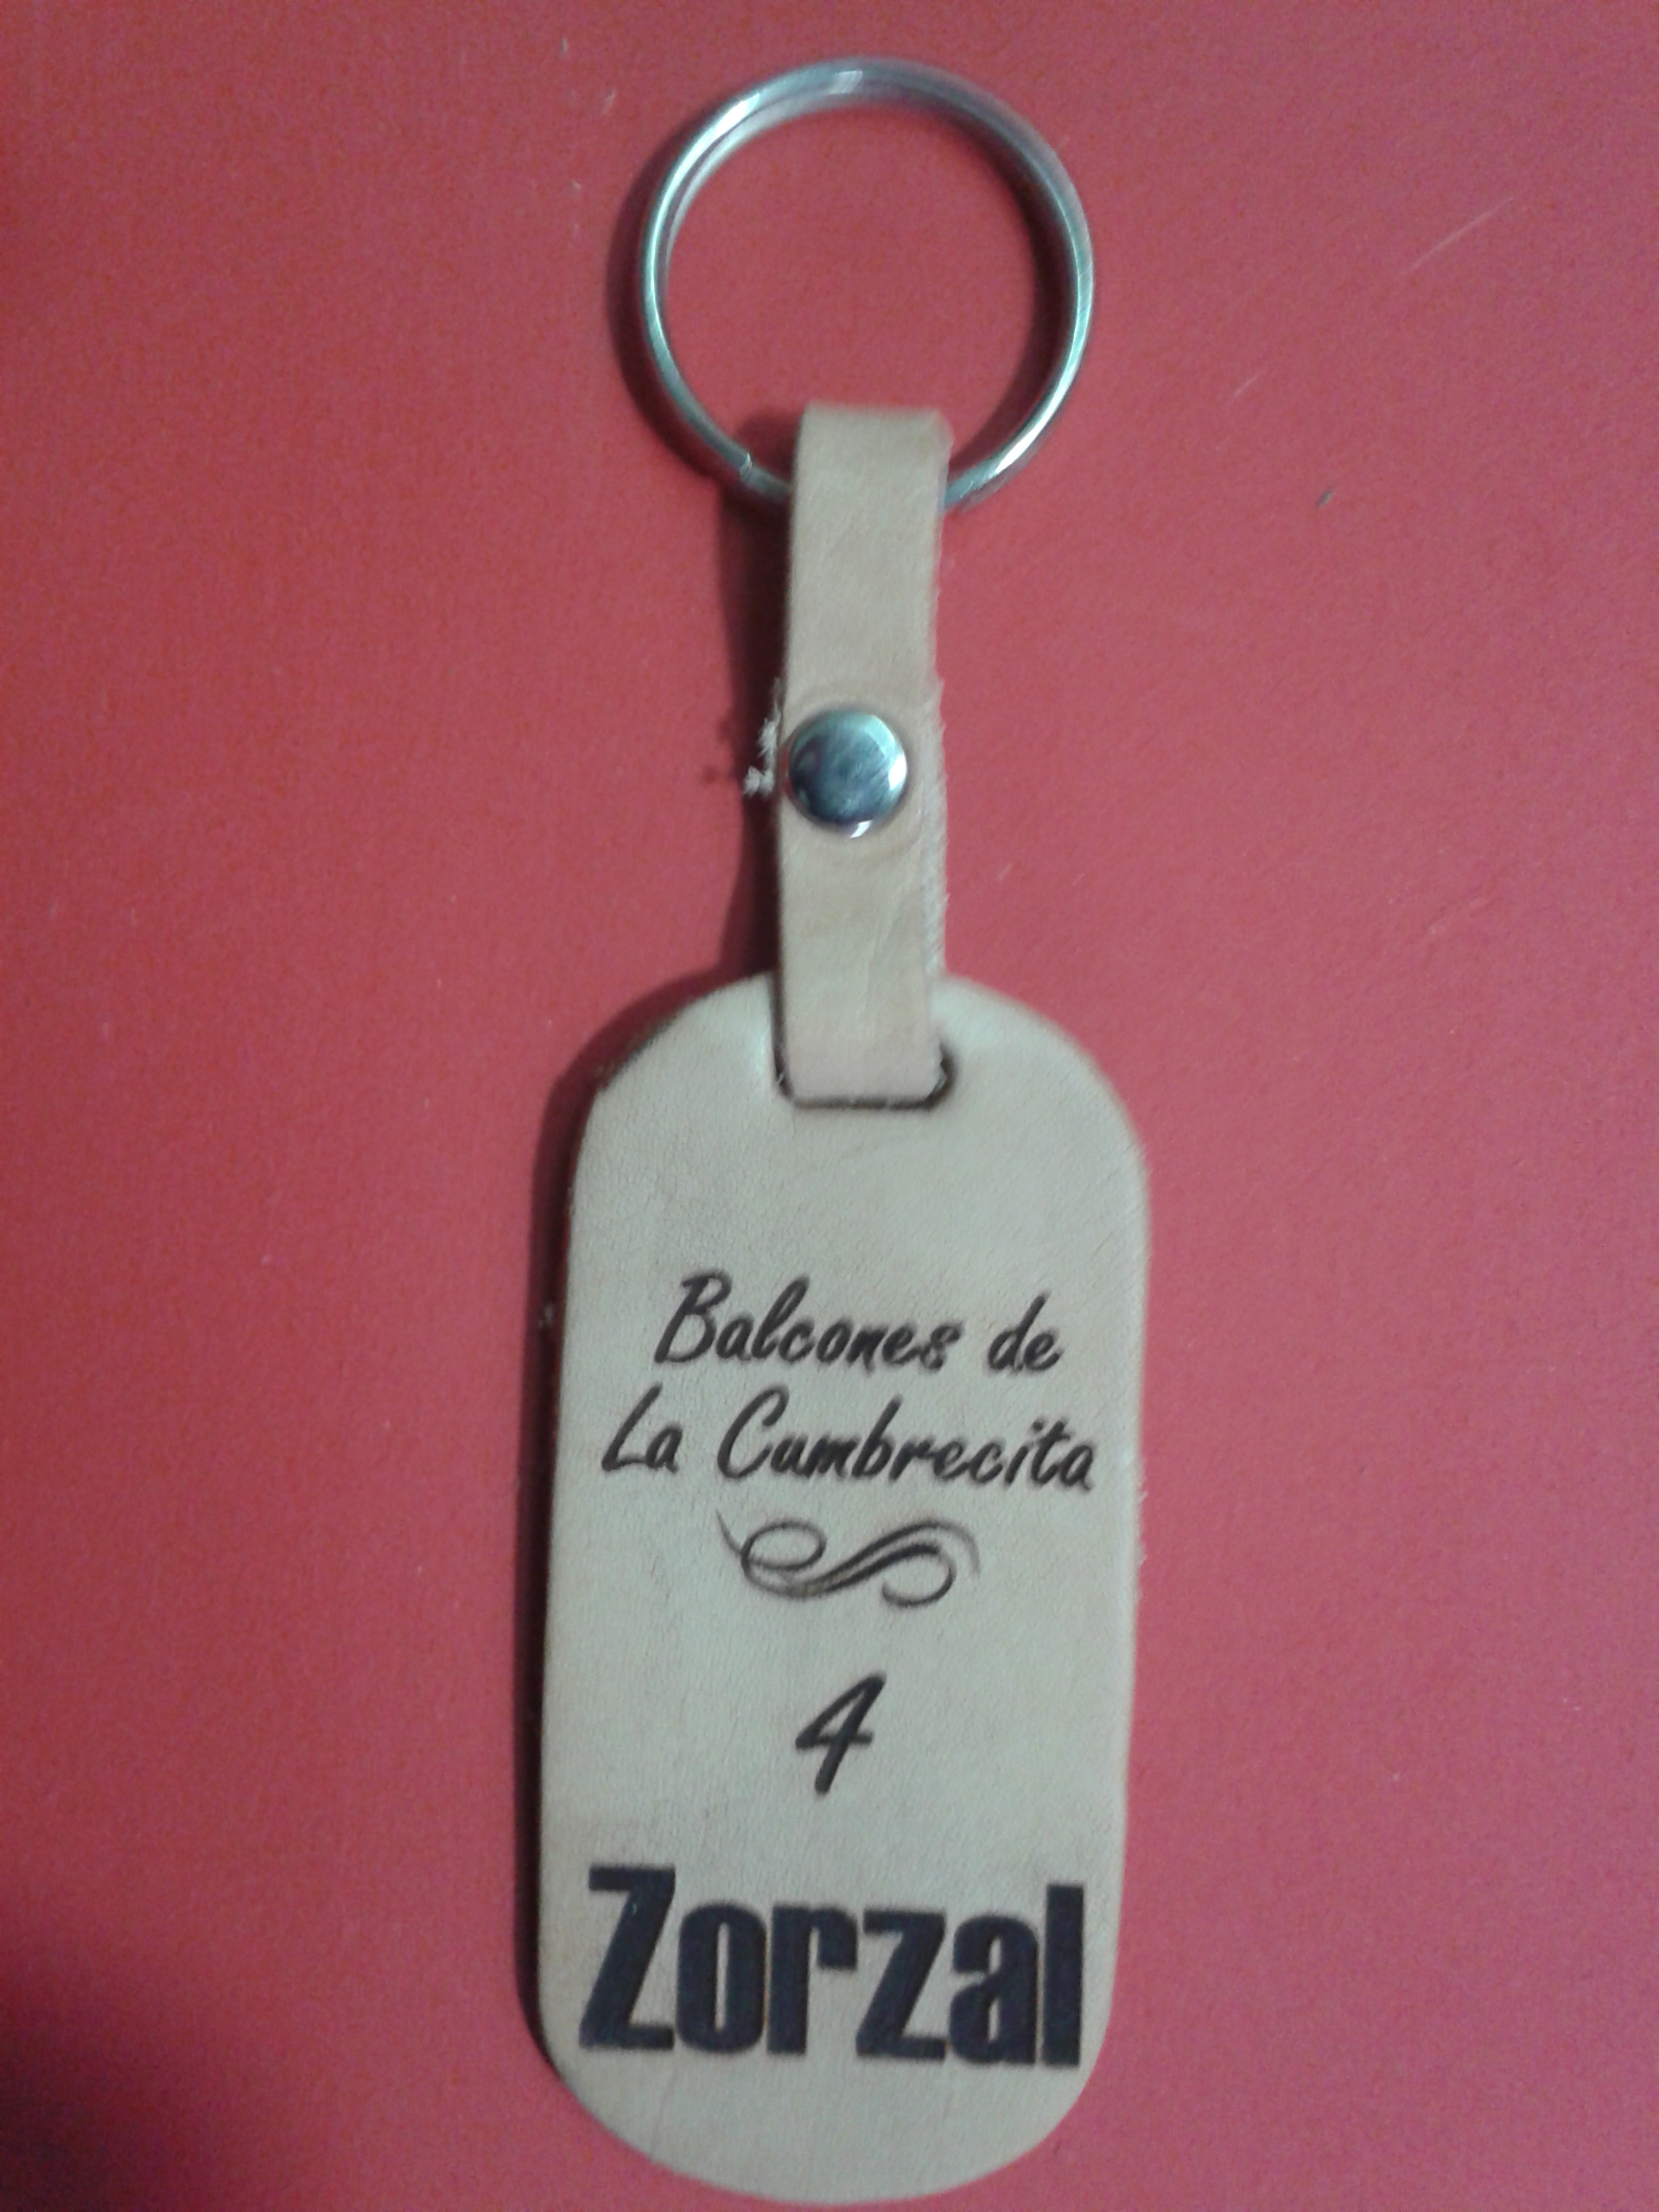 Balcones de
La Cumbrecita
4
Zorzal